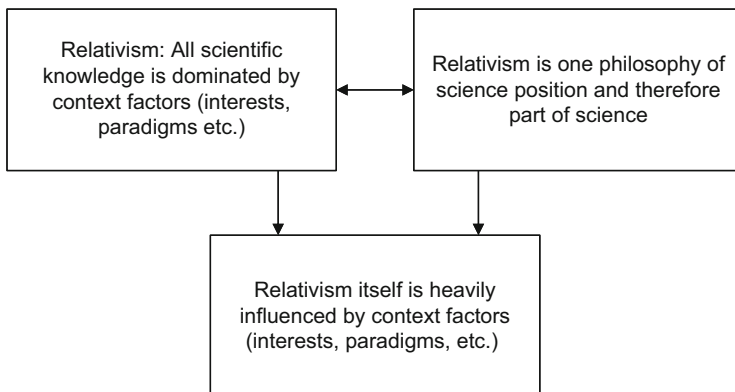 Relativism: All scientific
knowledge is dominated by
context factors (interests,
paradigms etc.)
Relativism is one philosophy of
science position and therefore
part of science
Relativism itself is heavily
influenced by context factors
(interests, paradigms, etc.)